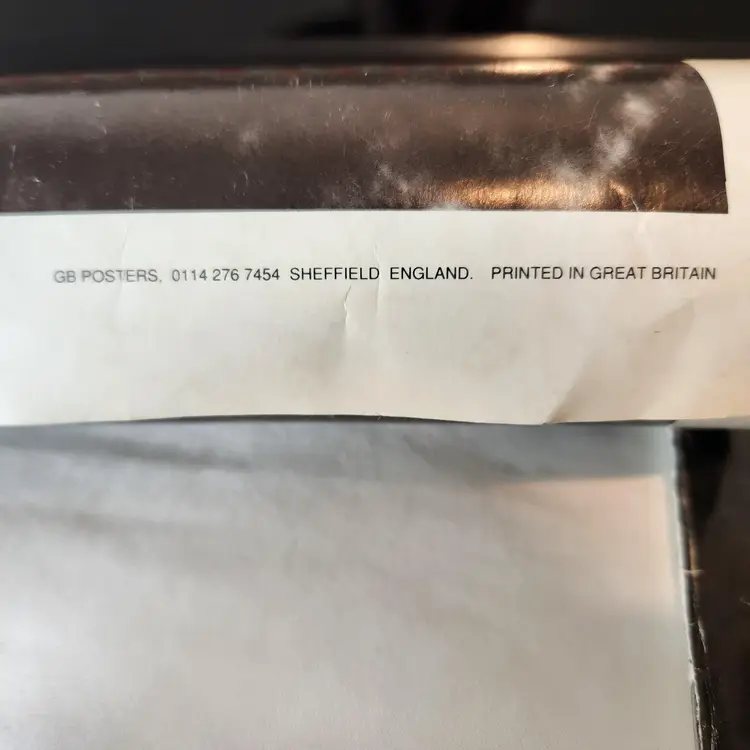 GB POSTERS, 0114 276 7454 SHEFFIELD ENGLAND. PRINTED IN GREAT BRITAIN